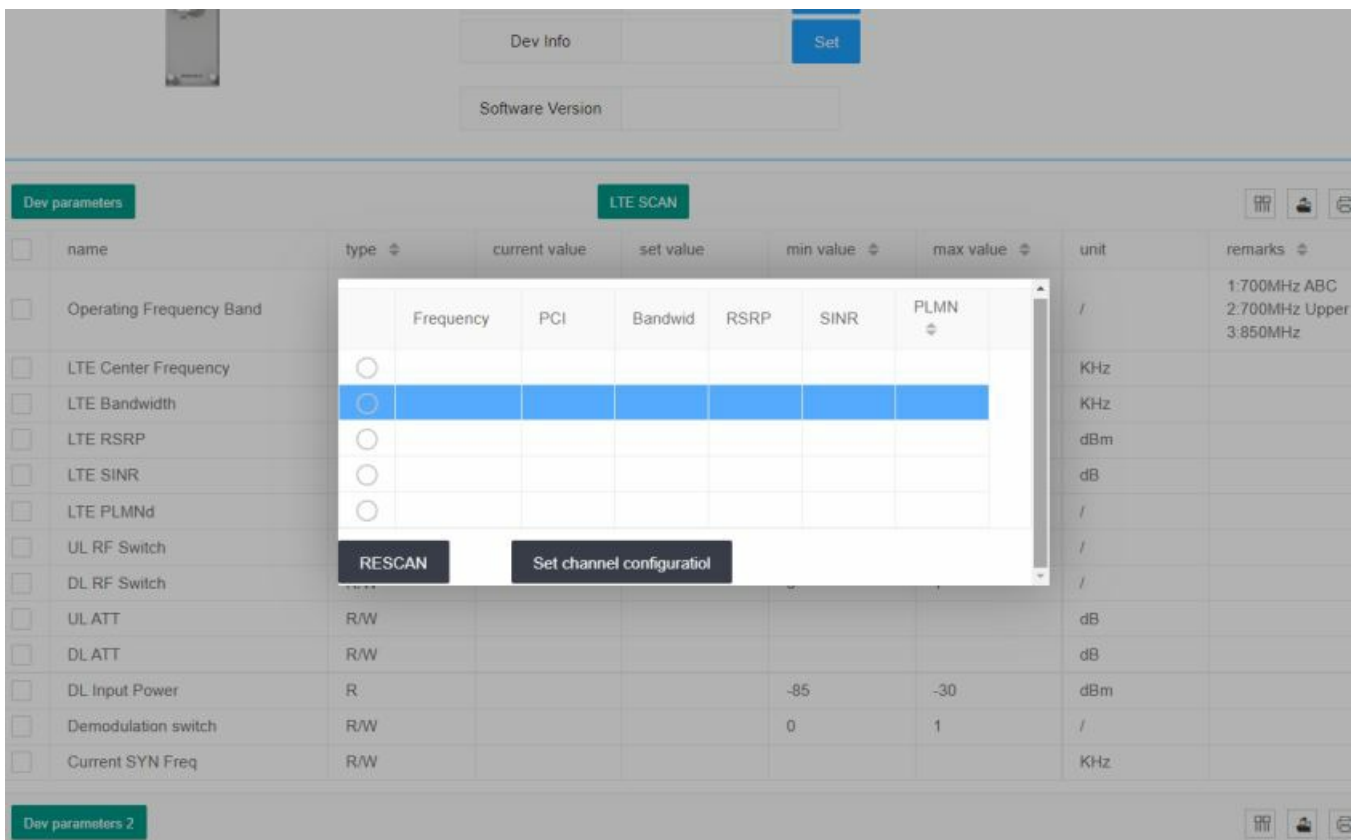 Dev Info
Set
Software Version
Dev parameters
LTE SCAN
name type current value set value min value max value unit remarks
Operating Frequency Band / 1:700MHz ABC
2:700MHz Upper
3:850MHz
Frequency PCI Bandwid RSRP SINR PLMN
LTE Center Frequency KHz
LTE Bandwidth KHz
LTE RSRP dBm
LTE SINR dB
LTE PLMNd /
UL RF Switch /
RESCAN Set channel configuratiol
DL RF Switch /
UL ATT R/W dB
DL ATT R/W dB
DL Input Power R -85 -30 dBm
Demodulation switch R/W 0 1 /
Current SYN Freq R/W KHz
Dev parameters 2